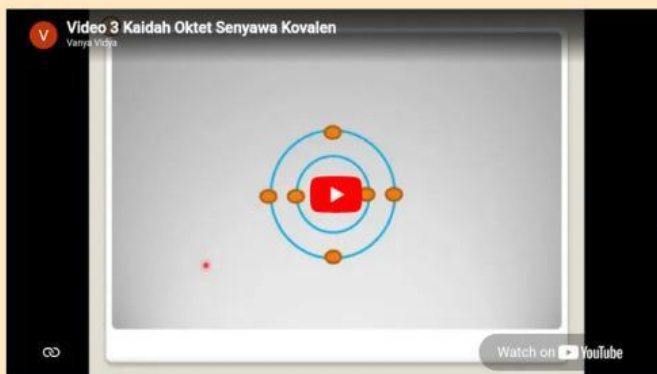 V
Video 3 Kaidah Oktet Senyawa Kovalen
Vanya Vidya
Watch on YouTube